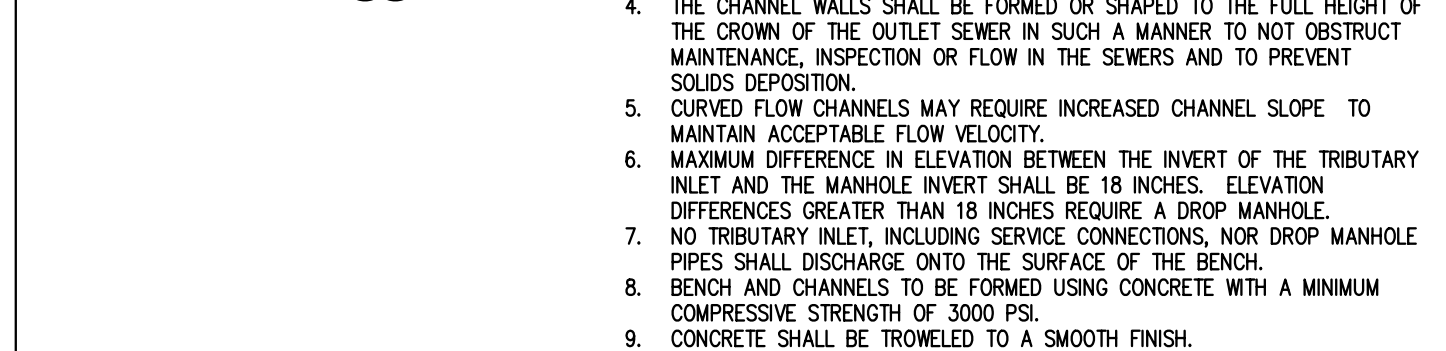 4. THE CHANNEL WALLS SHALL BE FORMED OR SHAPED TO THE FULL HEIGHT OF
THE CROWN OF THE OUTLET SEWER IN SUCH A MANNER TO NOT OBSTRUCT
MAINTENANCE, INSPECTION OR FLOW IN THE SEWERS AND TO PREVENT
SOLIDS DEPOSITION.
5. CURVED FLOW CHANNELS MAY REQUIRE INCREASED CHANNEL SLOPE TO
MAINTAIN ACCEPTABLE FLOW VELOCITY.
6. MAXIMUM DIFFERENCE IN ELEVATION BETWEEN THE INVERT OF THE TRIBUTARY
INLET AND THE MANHOLE INVERT SHALL BE 18 INCHES. ELEVATION
DIFFERENCES GREATER THAN 18 INCHES REQUIRE A DROP MANHOLE.
7. NO TRIBUTARY INLET, INCLUDING SERVICE CONNECTIONS, NOR DROP MANHOLE
PIPES SHALL DISCHARGE ONTO THE SURFACE OF THE BENCH.
8. BENCH AND CHANNELS TO BE FORMED USING CONCRETE WITH A MINIMUM
COMPRESSIVE STRENGTH OF 3000 PSI.
9. CONCRETE SHALL BE TROWELED TO A SMOOTH FINISH.